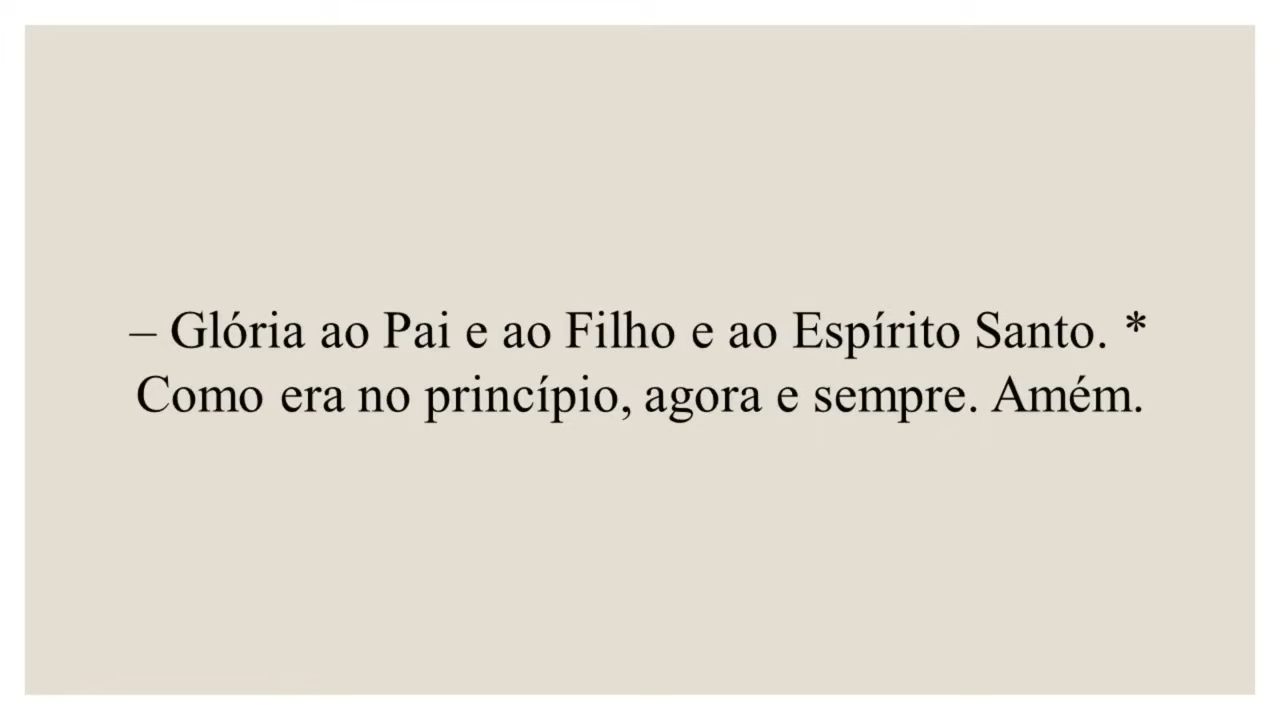 – Glória ao Pai e ao Filho e ao Espírito Santo. *
Como era no princípio, agora e sempre. Amém.